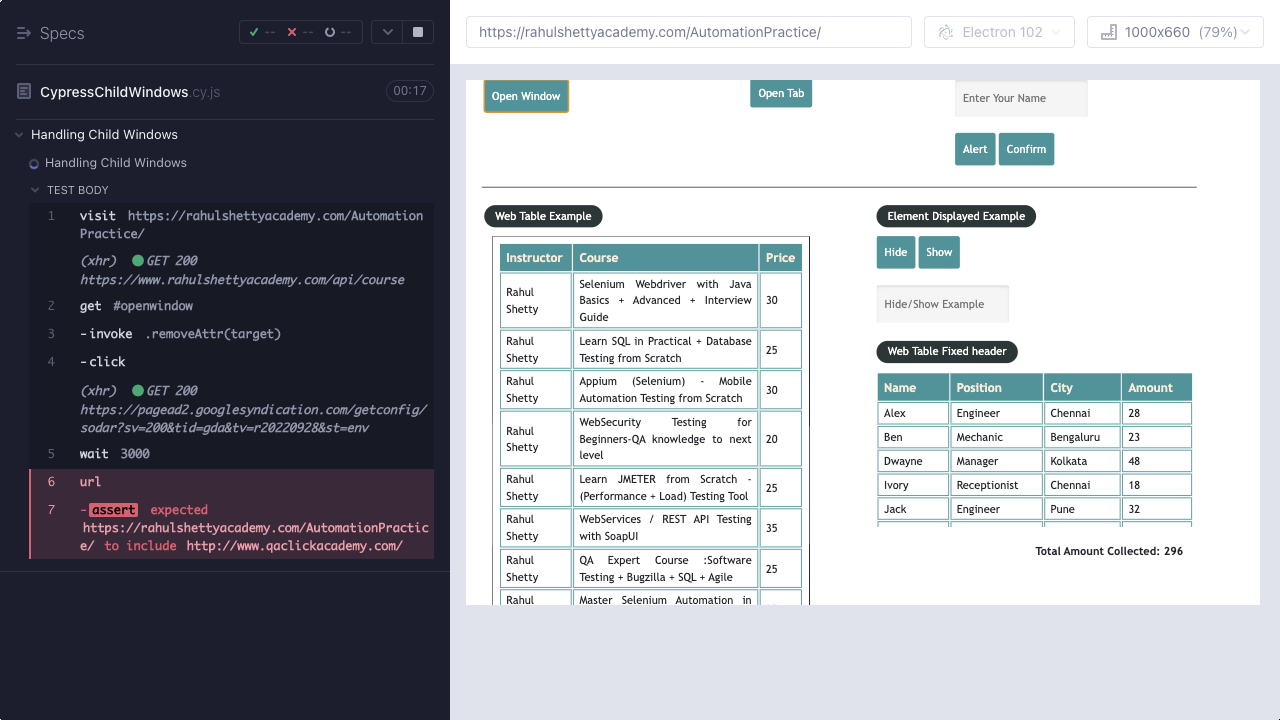 Specs
-- -- --
CypressChildWindows.cy.js
00:17
Handling Child Windows
Handling Child Windows
TEST BODY
1 visit https://rahulshettyacademy.com/Automation
Practice/
(xhr) GET 200
https://www.rahulshettyacademy.com/api/course
2 get #openwindow
3 -invoke .removeAttr(target)
4 -click
(xhr) GET 200
https://pagead2.googlesyndication.com/getconfig/
sodar?sv=200&tid=gda&tv=r20220928&st=env
5 wait 3000
6 url
7 -assert expected
https://rahulshettyacademy.com/AutomationPractic
e/ to include http://www.qaclickacademy.com/
https://rahulshettyacademy.com/AutomationPractice/
Electron 102
1000x660 (79%)
Open Window
Open Tab
Enter Your Name
Alert Confirm
Web Table Example
Instructor Course Price
Rahul
Shetty
Selenium Webdriver with Java
Basics + Advanced + Interview
Guide
30
Rahul
Shetty
Learn SQL in Practical + Database
Testing from Scratch
25
Rahul
Shetty
Appium (Selenium) - Mobile
Automation Testing from Scratch
30
Rahul
Shetty
WebSecurity Testing for
Beginners-QA knowledge to next
level
20
Rahul
Shetty
Learn JMETER from Scratch -
(Performance + Load) Testing Tool
25
Rahul
Shetty
WebServices / REST API Testing
with SoapUI
35
Rahul
Shetty
QA Expert Course :Software
Testing + Bugzilla + SQL + Agile
25
Rahul
Master Selenium Automation in
Element Displayed Example
Hide Show
Hide/Show Example
Web Table Fixed header
Name Position City Amount
Alex Engineer Chennai 28
Ben Mechanic Bengaluru 23
Dwayne Manager Kolkata 48
Ivory Receptionist Chennai 18
Jack Engineer Pune 32
Total Amount Collected: 296